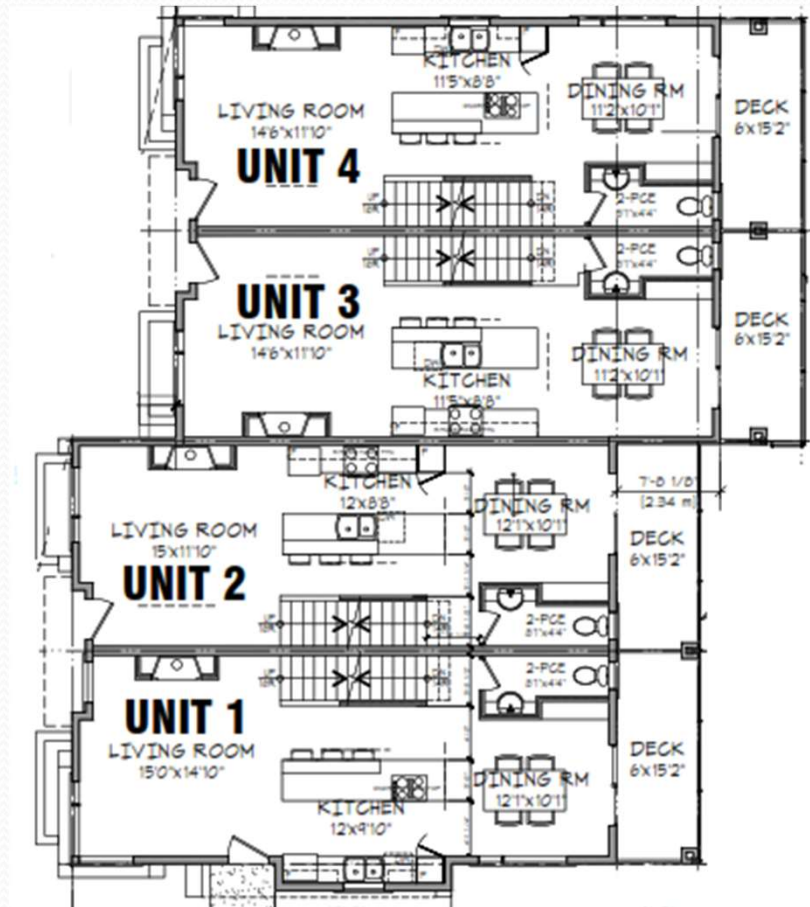 KITCHEN
11'5"x8'8"
DINING RM
11'2"x10'1"
LIVING ROOM
14'6"x11'10"
DECK
6'x15'2"
UNIT 4
2-PCE
2-PCE
UNIT 3
LIVING ROOM
14'6"x11'10"
DECK
6'x15'2"
DINING RM
11'2"x10'1"
KITCHEN
11'5"x8'8"
KITCHEN
12'x8'8"
7'-8 1/8"
(2.34 m)
DINING RM
12'1"x10'1"
LIVING ROOM
15'x11'10"
DECK
6'x15'2"
UNIT 2
2-PCE
2-PCE
UNIT 1
LIVING ROOM
15'0"x14'10"
DECK
6'x15'2"
DINING RM
12'1"x10'1"
KITCHEN
12'x9'10"